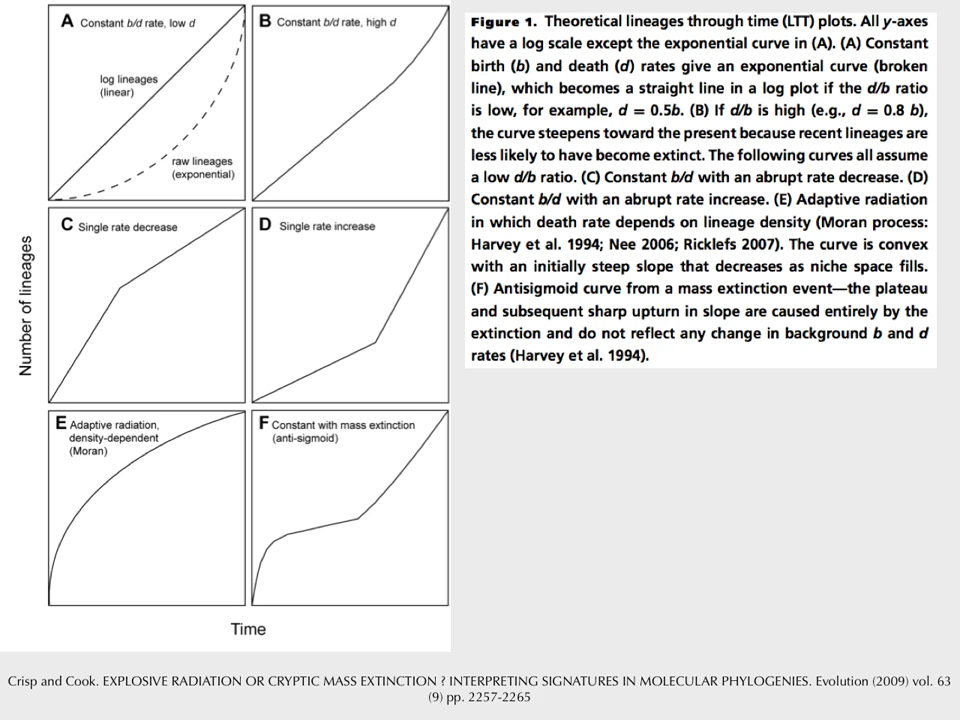 A Constant b/d rate, low d
log lineages
(linear)
raw lineages
(exponential)
B Constant b/d rate, high d
C Single rate decrease
D Single rate increase
E Adaptive radiation,
density-dependent
(Moran)
F Constant with mass extinction
(anti-sigmoid)
Number of lineages
Time
Figure 1. Theoretical lineages through time (LTT) plots. All y-axes
have a log scale except the exponential curve in (A). (A) Constant
birth (b) and death (d) rates give an exponential curve (broken
line), which becomes a straight line in a log plot if the d/b ratio
is low, for example, d = 0.5b. (B) If d/b is high (e.g., d = 0.8 b),
the curve steepens toward the present because recent lineages are
less likely to have become extinct. The following curves all assume
a low d/b ratio. (C) Constant b/d with an abrupt rate decrease. (D)
Constant b/d with an abrupt rate increase. (E) Adaptive radiation
in which death rate depends on lineage density (Moran process:
Harvey et al. 1994; Nee 2006; Ricklefs 2007). The curve is convex
with an initially steep slope that decreases as niche space fills.
(F) Antisigmoid curve from a mass extinction event—the plateau
and subsequent sharp upturn in slope are caused entirely by the
extinction and do not reflect any change in background b and d
rates (Harvey et al. 1994).
Crisp and Cook. EXPLOSIVE RADIATION OR CRYPTIC MASS EXTINCTION ? INTERPRETING SIGNATURES IN MOLECULAR PHYLOGENIES. Evolution (2009) vol. 63
(9) pp. 2257-2265